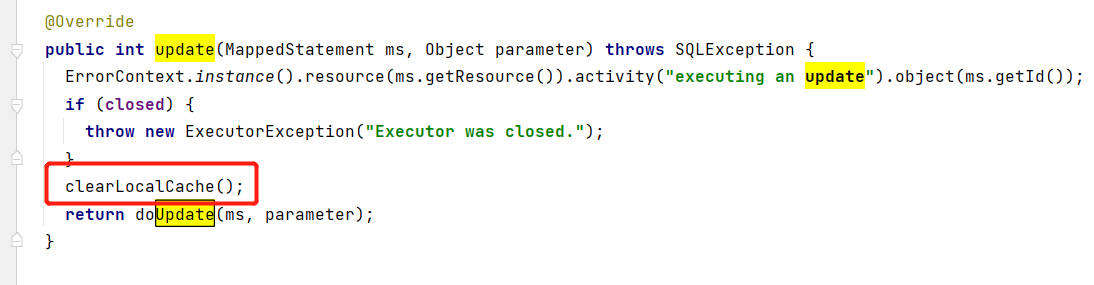 @Override
public int update(MappedStatement ms, Object parameter) throws SQLException {
ErrorContext.instance().resource(ms.getResource()).activity("executing an update").object(ms.getId());
if (closed) {
throw new ExecutorException("Executor was closed.");
}
clearLocalCache();
return doUpdate(ms, parameter);
}